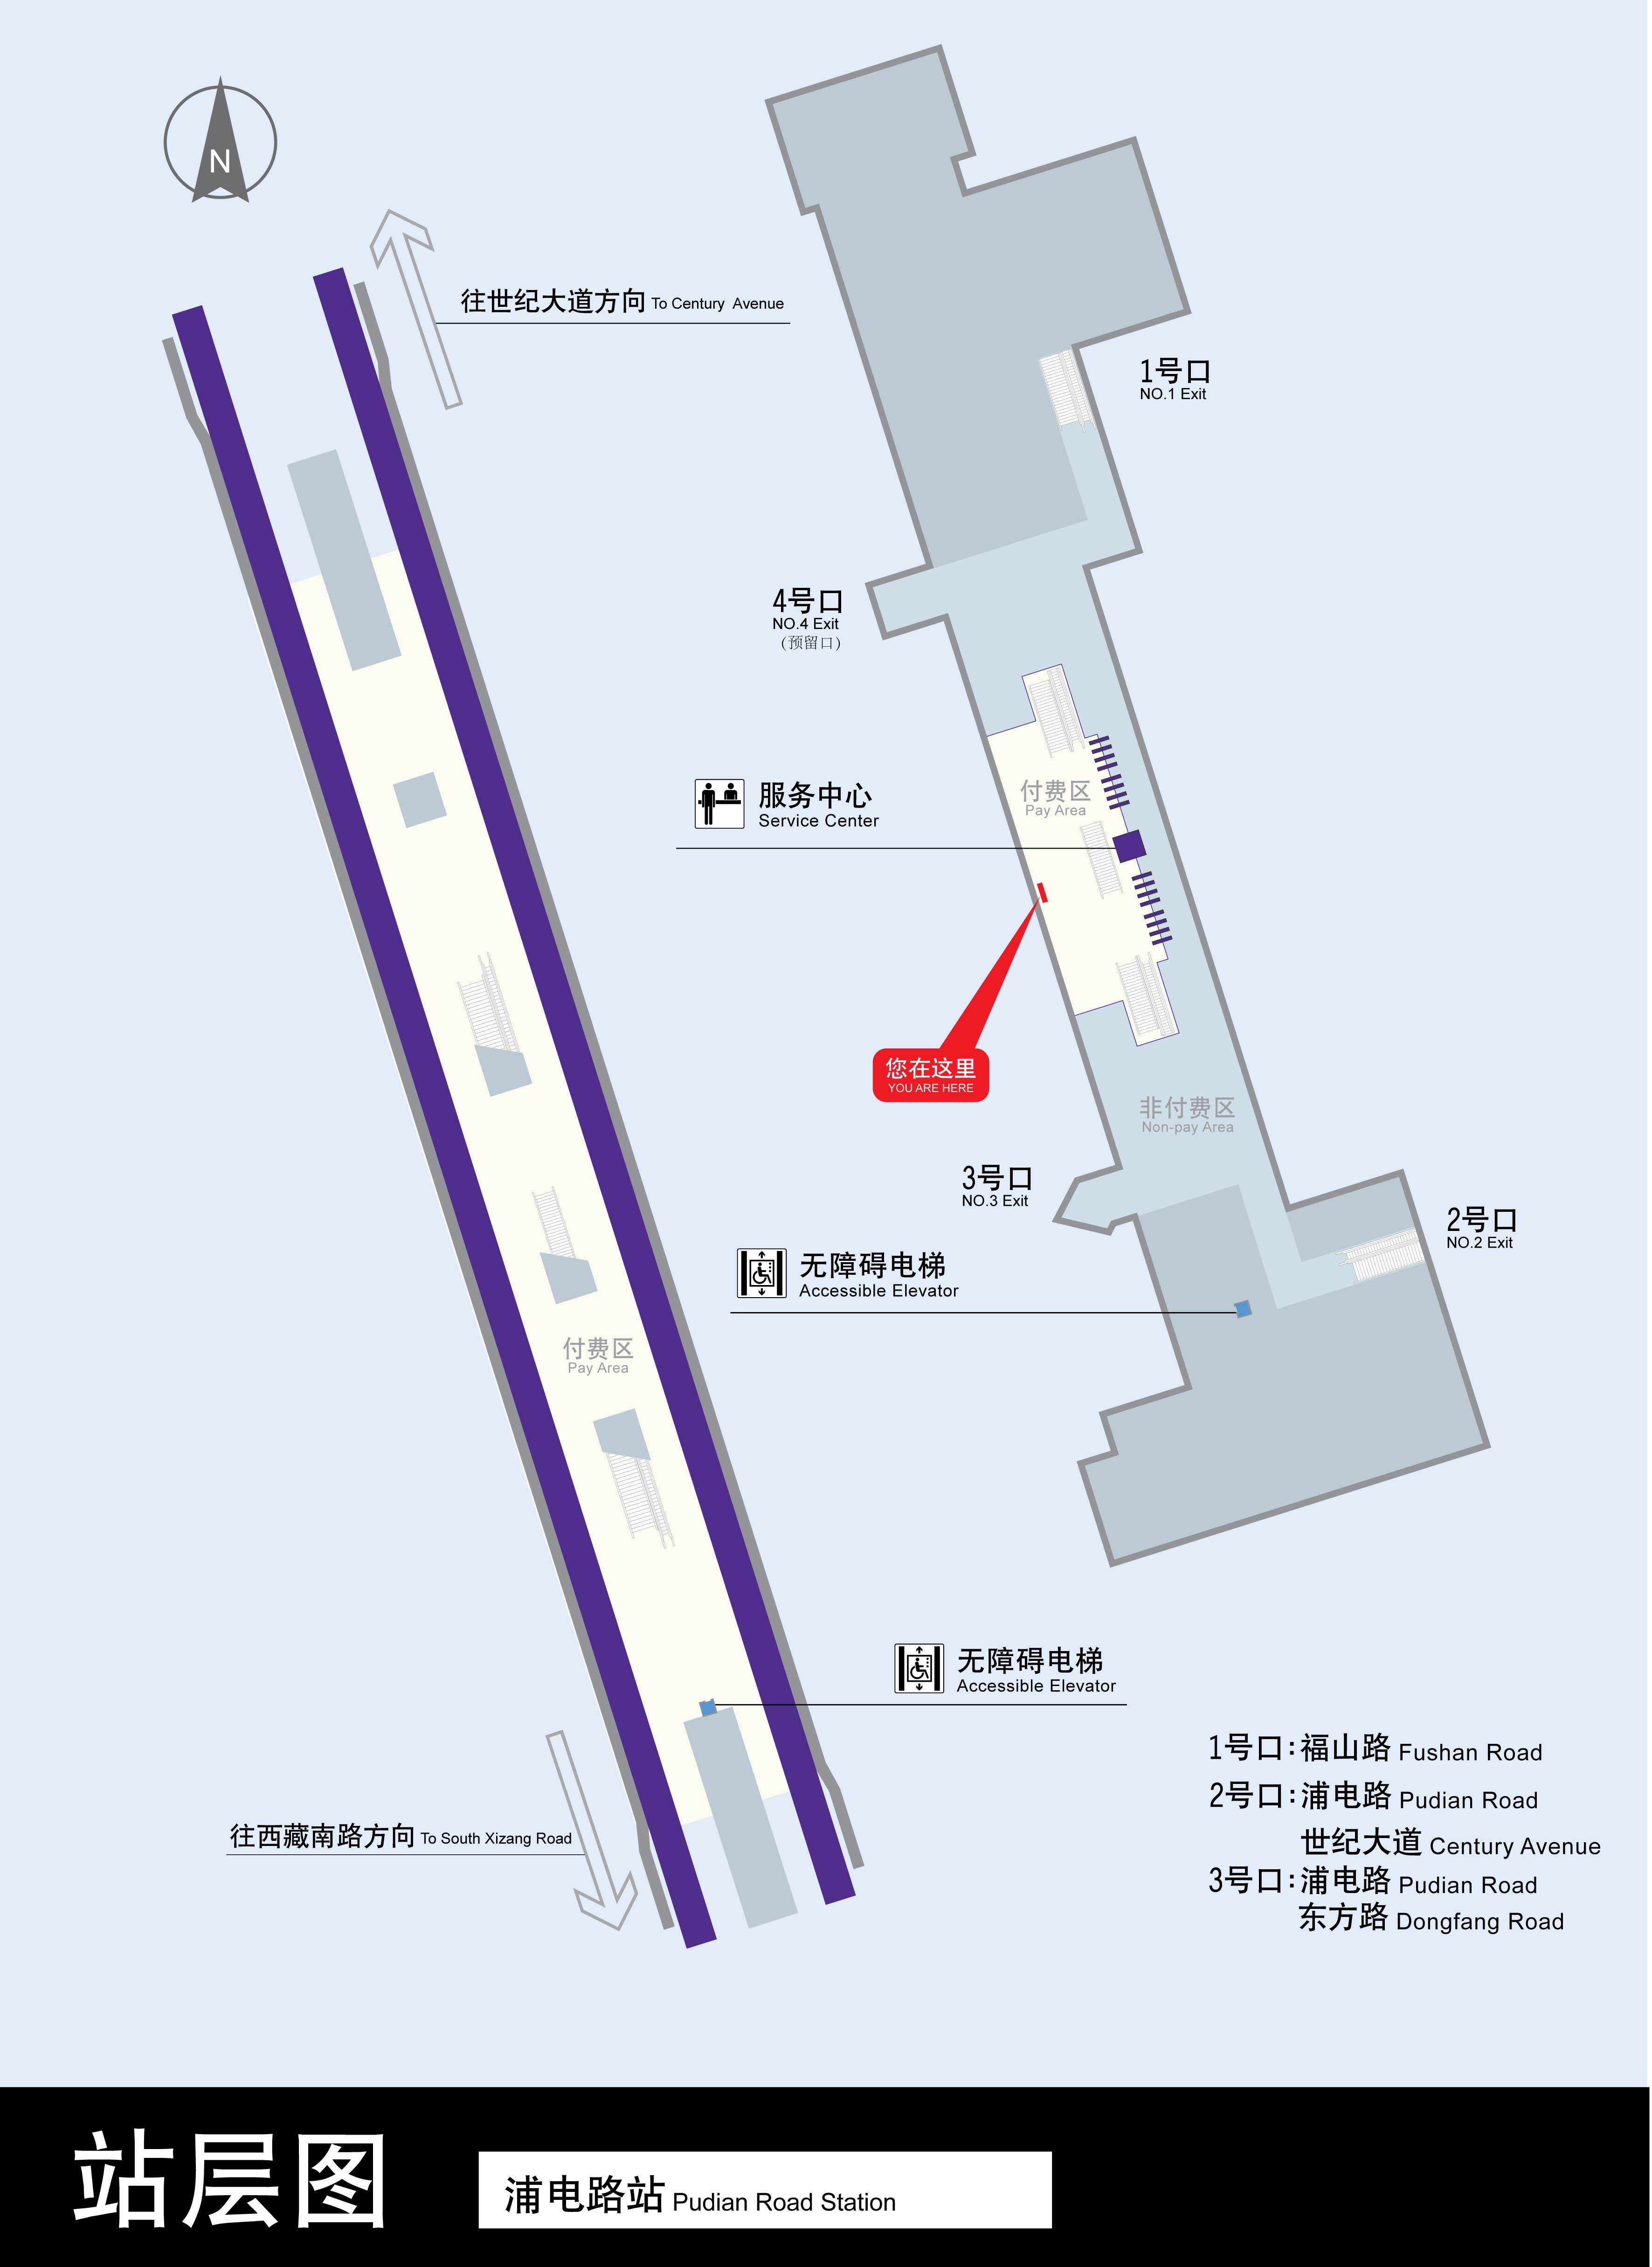 N
往世纪大道方向 To Century Avenue
1号口
NO.1 Exit
4号口
NO.4 Exit
(预留口)
付费区
Pay Area
服务中心
Service Center
您在这里
YOU ARE HERE
非付费区
Non-pay Area
3号口
NO.3 Exit
2号口
NO.2 Exit
无障碍电梯
Accessible Elevator
付费区
Pay Area
无障碍电梯
Accessible Elevator
往西藏南路方向 To South Xizang Road
1号口:福山路 Fushan Road
2号口:浦电路 Pudian Road
世纪大道 Century Avenue
3号口:浦电路 Pudian Road
东方路 Dongfang Road
站层图
浦电路站 Pudian Road Station